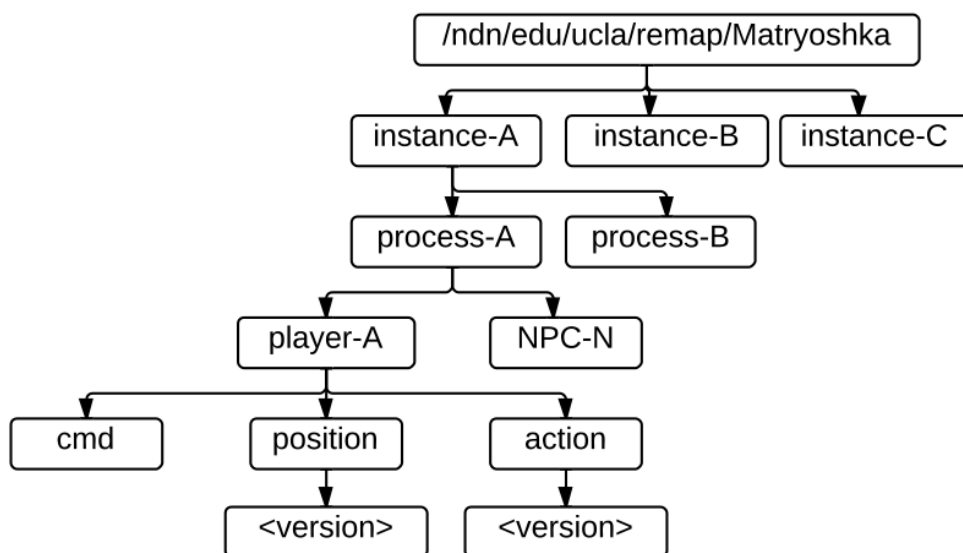 /ndn/edu/ucla/remap/Matryoshka
instance-A
instance-B
instance-C
process-A
process-B
player-A
NPC-N
cmd
position
action
<version>
<version>